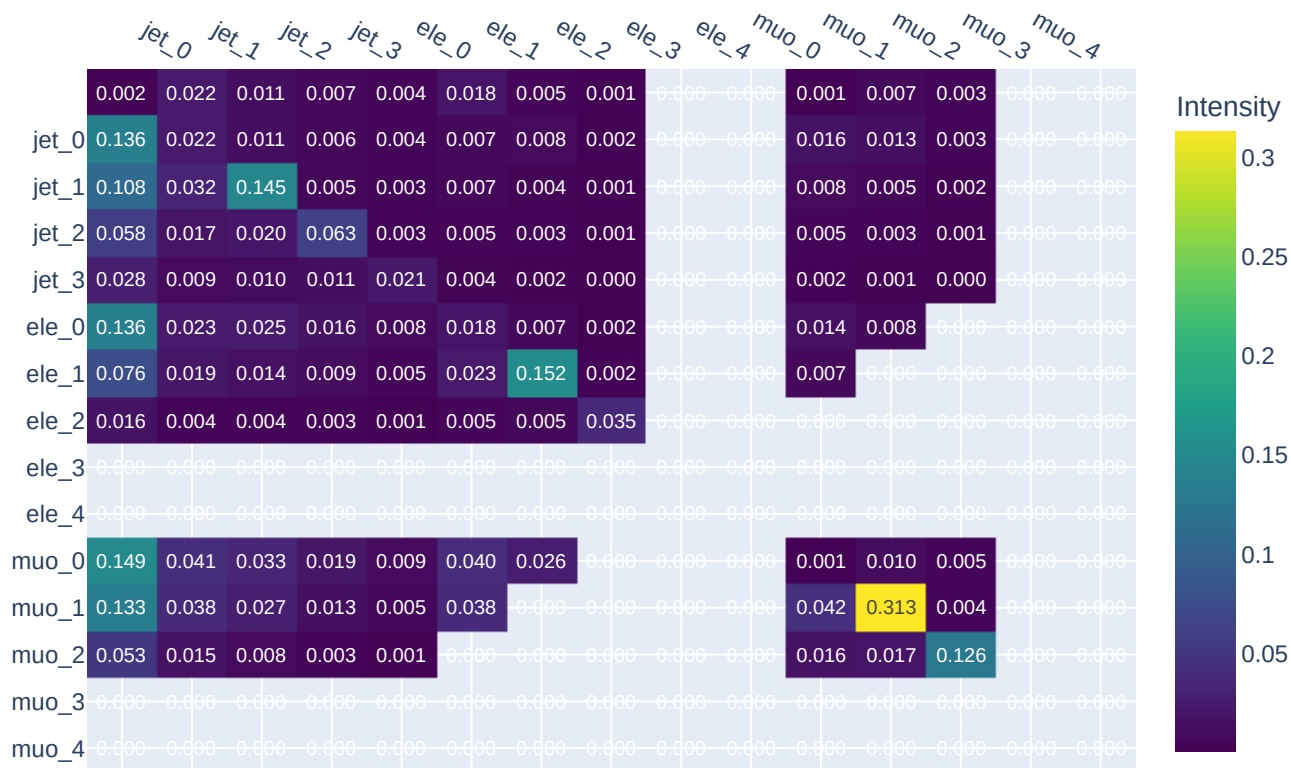 jet_0 jet_1 jet_2 jet_3 ele_0 ele_1 ele_2 ele_3 ele_4 muo_0 muo_1 muo_2 muo_3 muo_4
0.002 0.022 0.011 0.007 0.004 0.018 0.005 0.001 0.000 0.000 0.001 0.007 0.003 0.000 0.000
jet_0 0.136 0.022 0.011 0.006 0.004 0.007 0.008 0.002 0.000 0.000 0.016 0.013 0.003 0.000 0.000
jet_1 0.108 0.032 0.145 0.005 0.003 0.007 0.004 0.001 0.000 0.000 0.008 0.005 0.002 0.000 0.000
jet_2 0.058 0.017 0.020 0.063 0.003 0.005 0.003 0.001 0.000 0.000 0.005 0.003 0.001 0.000 0.000
jet_3 0.028 0.009 0.010 0.011 0.021 0.004 0.002 0.000 0.000 0.000 0.002 0.001 0.000 0.000 0.000
ele_0 0.136 0.023 0.025 0.016 0.008 0.018 0.007 0.002 0.000 0.000 0.014 0.008 0.000 0.000 0.000
ele_1 0.076 0.019 0.014 0.009 0.005 0.023 0.152 0.002 0.000 0.000 0.007 0.000 0.000 0.000 0.000
ele_2 0.016 0.004 0.004 0.003 0.001 0.005 0.005 0.035 0.000 0.000 0.000 0.000 0.000 0.000 0.000
ele_3 0.000 0.000 0.000 0.000 0.000 0.000 0.000 0.000 0.000 0.000 0.000 0.000 0.000 0.000 0.000
ele_4 0.000 0.000 0.000 0.000 0.000 0.000 0.000 0.000 0.000 0.000 0.000 0.000 0.000 0.000 0.000
muo_0 0.149 0.041 0.033 0.019 0.009 0.040 0.026 0.000 0.000 0.000 0.001 0.010 0.005 0.000 0.000
muo_1 0.133 0.038 0.027 0.013 0.005 0.038 0.000 0.000 0.000 0.000 0.042 0.313 0.004 0.000 0.000
muo_2 0.053 0.015 0.008 0.003 0.001 0.000 0.000 0.000 0.000 0.000 0.016 0.017 0.126 0.000 0.000
muo_3 0.000 0.000 0.000 0.000 0.000 0.000 0.000 0.000 0.000 0.000 0.000 0.000 0.000 0.000 0.000
muo_4 0.000 0.000 0.000 0.000 0.000 0.000 0.000 0.000 0.000 0.000 0.000 0.000 0.000 0.000 0.000
Intensity
0.3
0.25
0.2
0.15
0.1
0.05